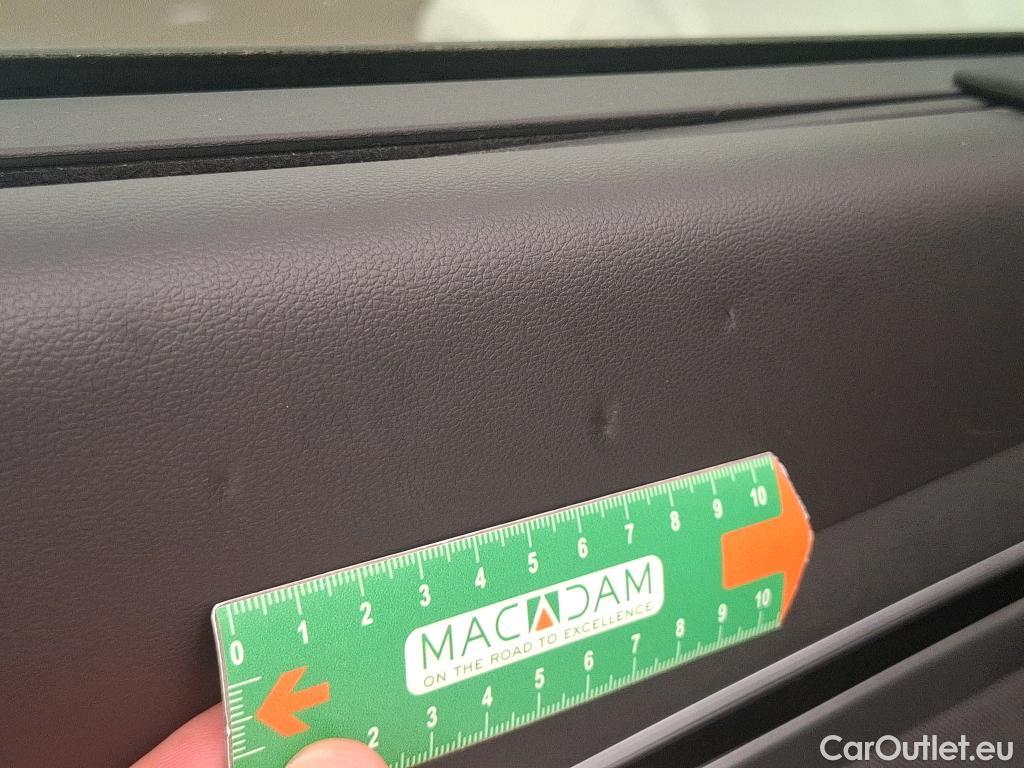 0 1 2 3 4 5 6 7 8 9 10
MACADAM
ON THE ROAD TO EXCELLENCE
2 3 4 5 6 7 8 9 10
CarOutlet.eu